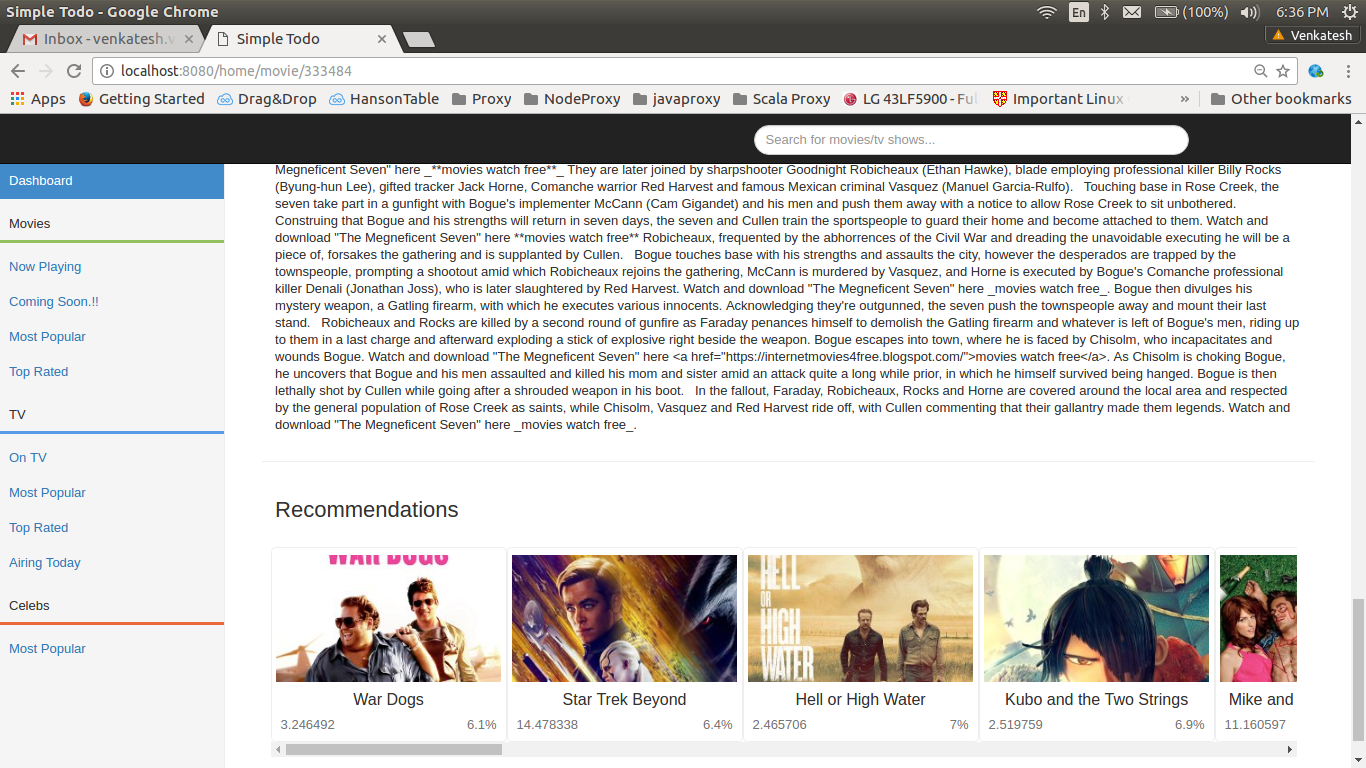 Simple Todo - Google Chrome
En
(100%)
6:36 PM
Inbox - venkatesh.v
Simple Todo
Venkatesh
localhost:8080/home/movie/333484
Apps
Getting Started
Drag&Drop
HansonTable
Proxy
NodeProxy
javaproxy
Scala Proxy
LG 43LF5900 - Ful
Important Linux
»
Other bookmarks
Search for movies/tv shows...
Dashboard
Movies
Now Playing
Coming Soon.!!
Most Popular
Top Rated
TV
On TV
Most Popular
Top Rated
Airing Today
Celebs
Most Popular
Megneficent Seven" here _**movies watch free**_ They are later joined by sharpshooter Goodnight Robicheaux (Ethan Hawke), blade employing professional killer Billy Rocks
(Byung-hun Lee), gifted tracker Jack Horne, Comanche warrior Red Harvest and famous Mexican criminal Vasquez (Manuel Garcia-Rulfo).   Touching base in Rose Creek, the
seven take part in a gunfight with Bogue's implementer McCann (Cam Gigandet) and his men and push them away with a notice to allow Rose Creek to sit unbothered.
Construing that Bogue and his strengths will return in seven days, the seven and Cullen train the sportspeople to guard their home and become attached to them. Watch and
download "The Megneficent Seven" here **movies watch free** Robicheaux, frequented by the abhorrences of the Civil War and dreading the unavoidable executing he will be a
piece of, forsakes the gathering and is supplanted by Cullen.   Bogue touches base with his strengths and assaults the city, however the desperados are trapped by the
townspeople, prompting a shootout amid which Robicheaux rejoins the gathering, McCann is murdered by Vasquez, and Horne is executed by Bogue's Comanche professional
killer Denali (Jonathan Joss), who is later slaughtered by Red Harvest. Watch and download "The Megneficent Seven" here _movies watch free_. Bogue then divulges his
mystery weapon, a Gatling firearm, with which he executes various innocents. Acknowledging they're outgunned, the seven push the townspeople away and mount their last
stand.   Robicheaux and Rocks are killed by a second round of gunfire as Faraday penances himself to demolish the Gatling firearm and whatever is left of Bogue's men, riding up
to them in a last charge and afterward exploding a stick of explosive right beside the weapon. Bogue escapes into town, where he is faced by Chisolm, who incapacitates and
wounds Bogue. Watch and download "The Megneficent Seven" here <a href="https://internetmovies4free.blogspot.com/">movies watch free</a>. As Chisolm is choking Bogue,
he uncovers that Bogue and his men assaulted and killed his mom and sister amid an attack quite a long while prior, in which he himself survived being hanged. Bogue is then
lethally shot by Cullen while going after a shrouded weapon in his boot.   In the fallout, Faraday, Robicheaux, Rocks and Horne are covered around the local area and respected
by the general population of Rose Creek as saints, while Chisolm, Vasquez and Red Harvest ride off, with Cullen commenting that their gallantry made them legends. Watch and
download "The Megneficent Seven" here _movies watch free_.
Recommendations
WAR DOGS
HELL
OR
HIGH
WATER
War Dogs
Star Trek Beyond
Hell or High Water
Kubo and the Two Strings
Mike and
3.246492
6.1%
14.478338
6.4%
2.465706
7%
2.519759
6.9%
11.160597